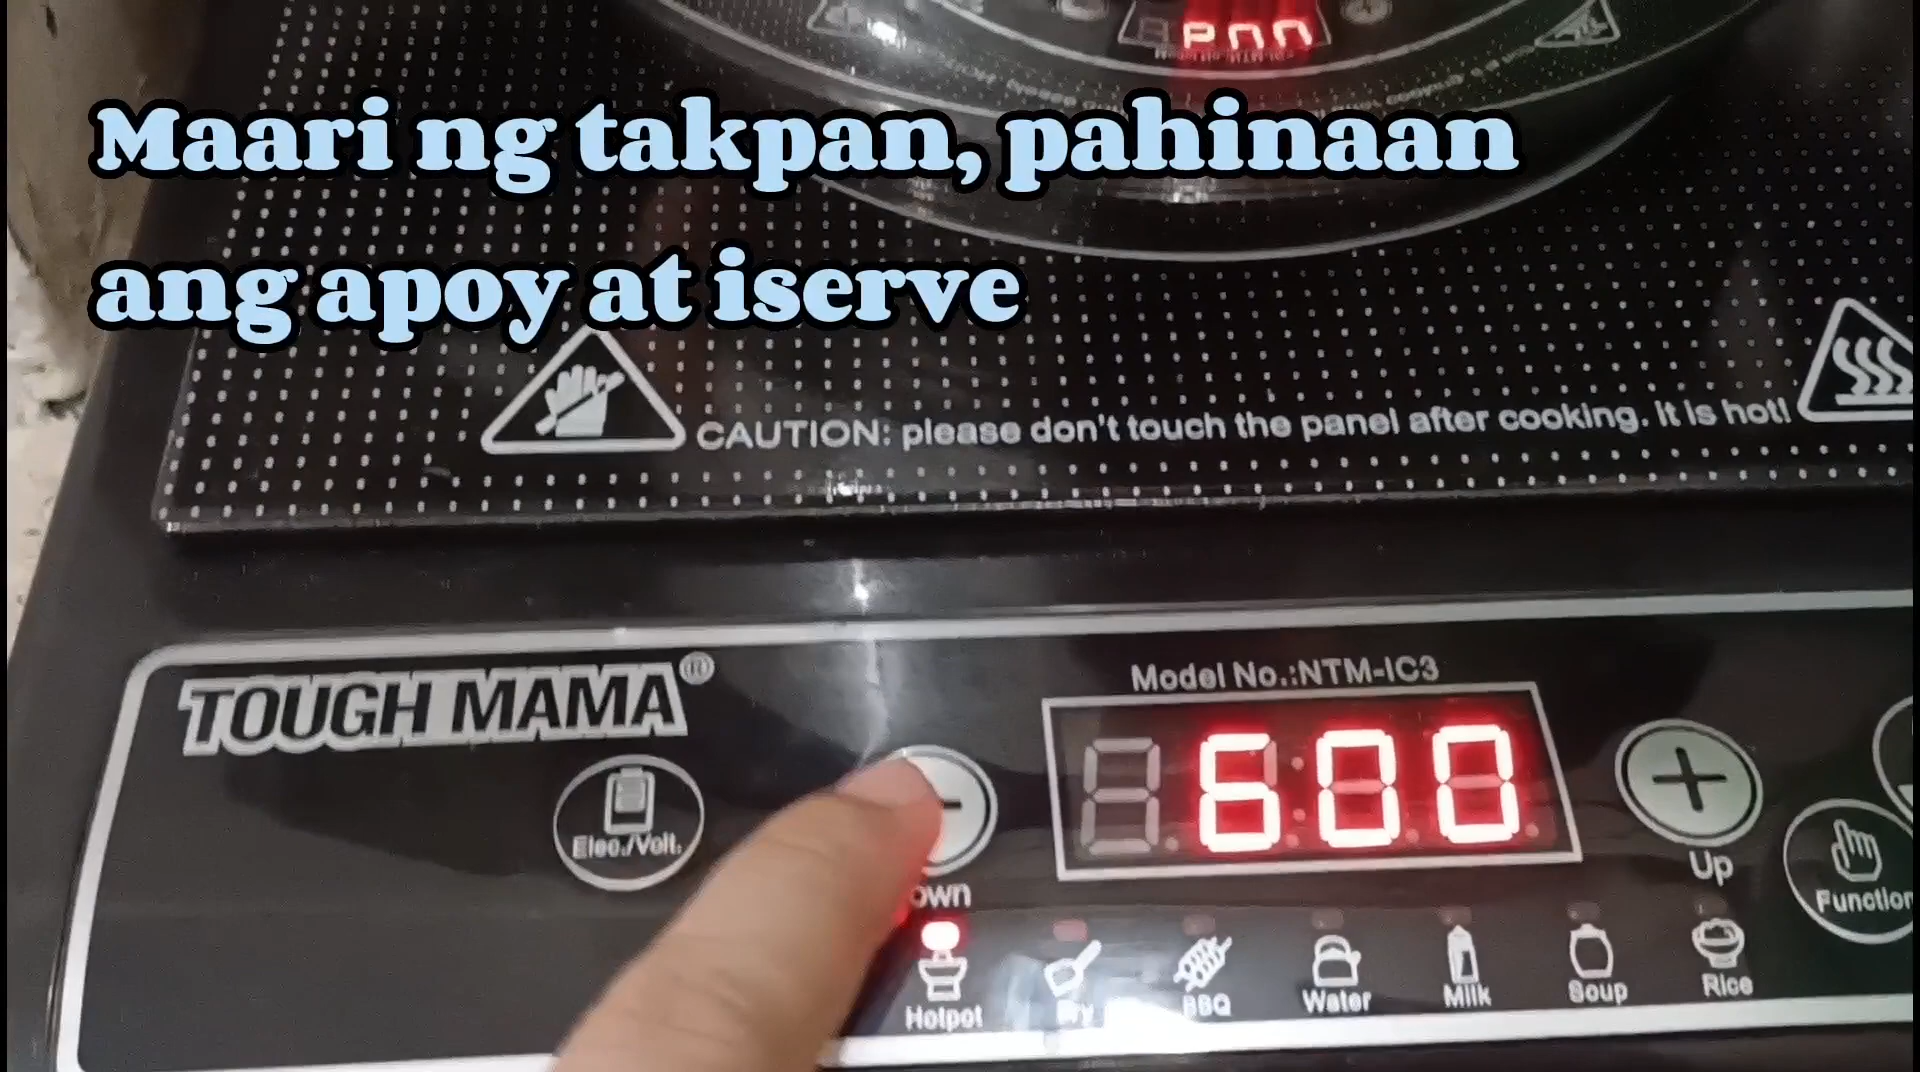 Maari ng takpan, pahinaan
ang apoy at iserve
CAUTION: please don't touch the panel after cooking. it is hot!
TOUGH MAMA®
Model No.:NTM-IC3
600
Elec./Volt.
Up
Function
Hotpot
BBQ
Water
Milk
Soup
Rice